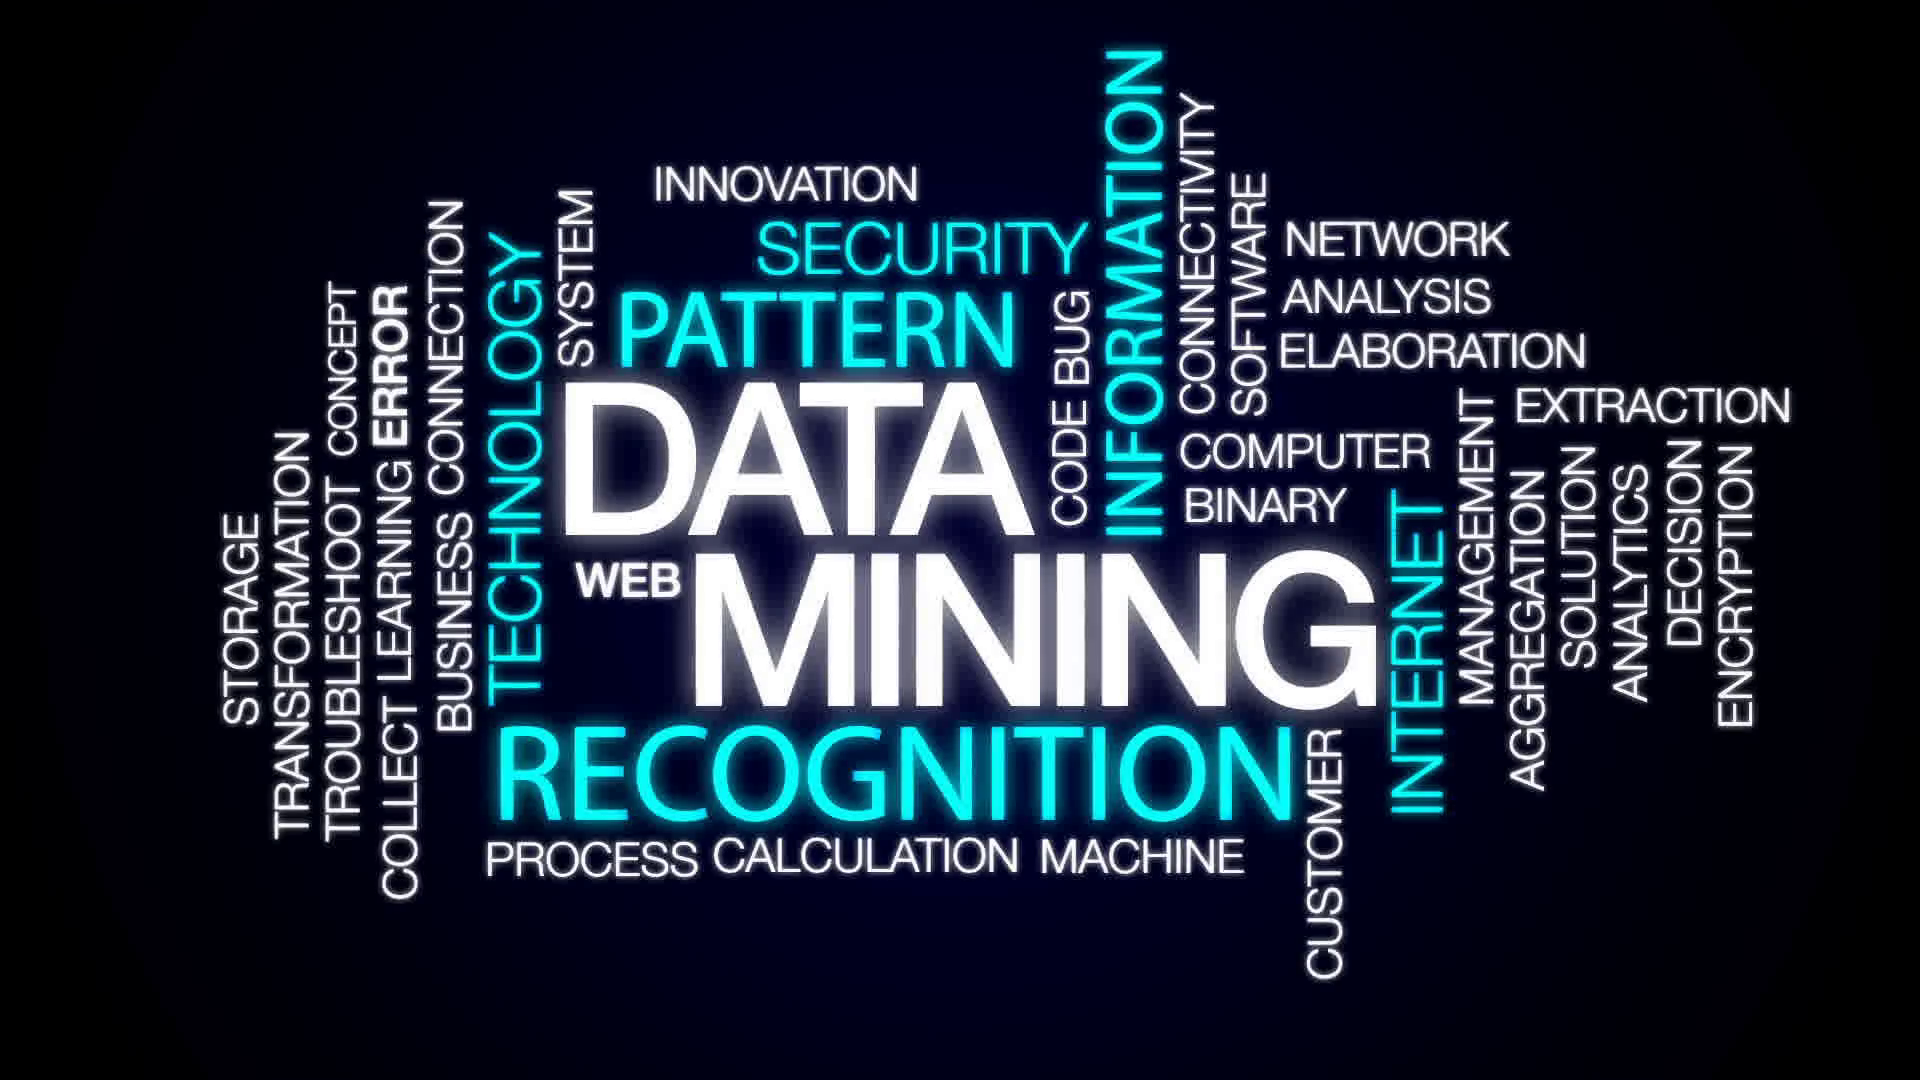 INNOVATION
SECURITY
PATTERN
DATA
WEB
MINING
RECOGNITION
PROCESS
CALCULATION
MACHINE
STORAGE
TRANSFORMATION
TROUBLESHOOT
CONCEPT
COLLECT
LEARNING
ERROR
BUSINESS
CONNECTION
TECHNOLOGY
SYSTEM
CODE
BUG
INFORMATION
CONNECTIVITY
SOFTWARE
NETWORK
ANALYSIS
ELABORATION
EXTRACTION
COMPUTER
BINARY
INTERNET
CUSTOMER
MANAGEMENT
AGGREGATION
SOLUTION
ANALYTICS
DECISION
ENCRYPTION